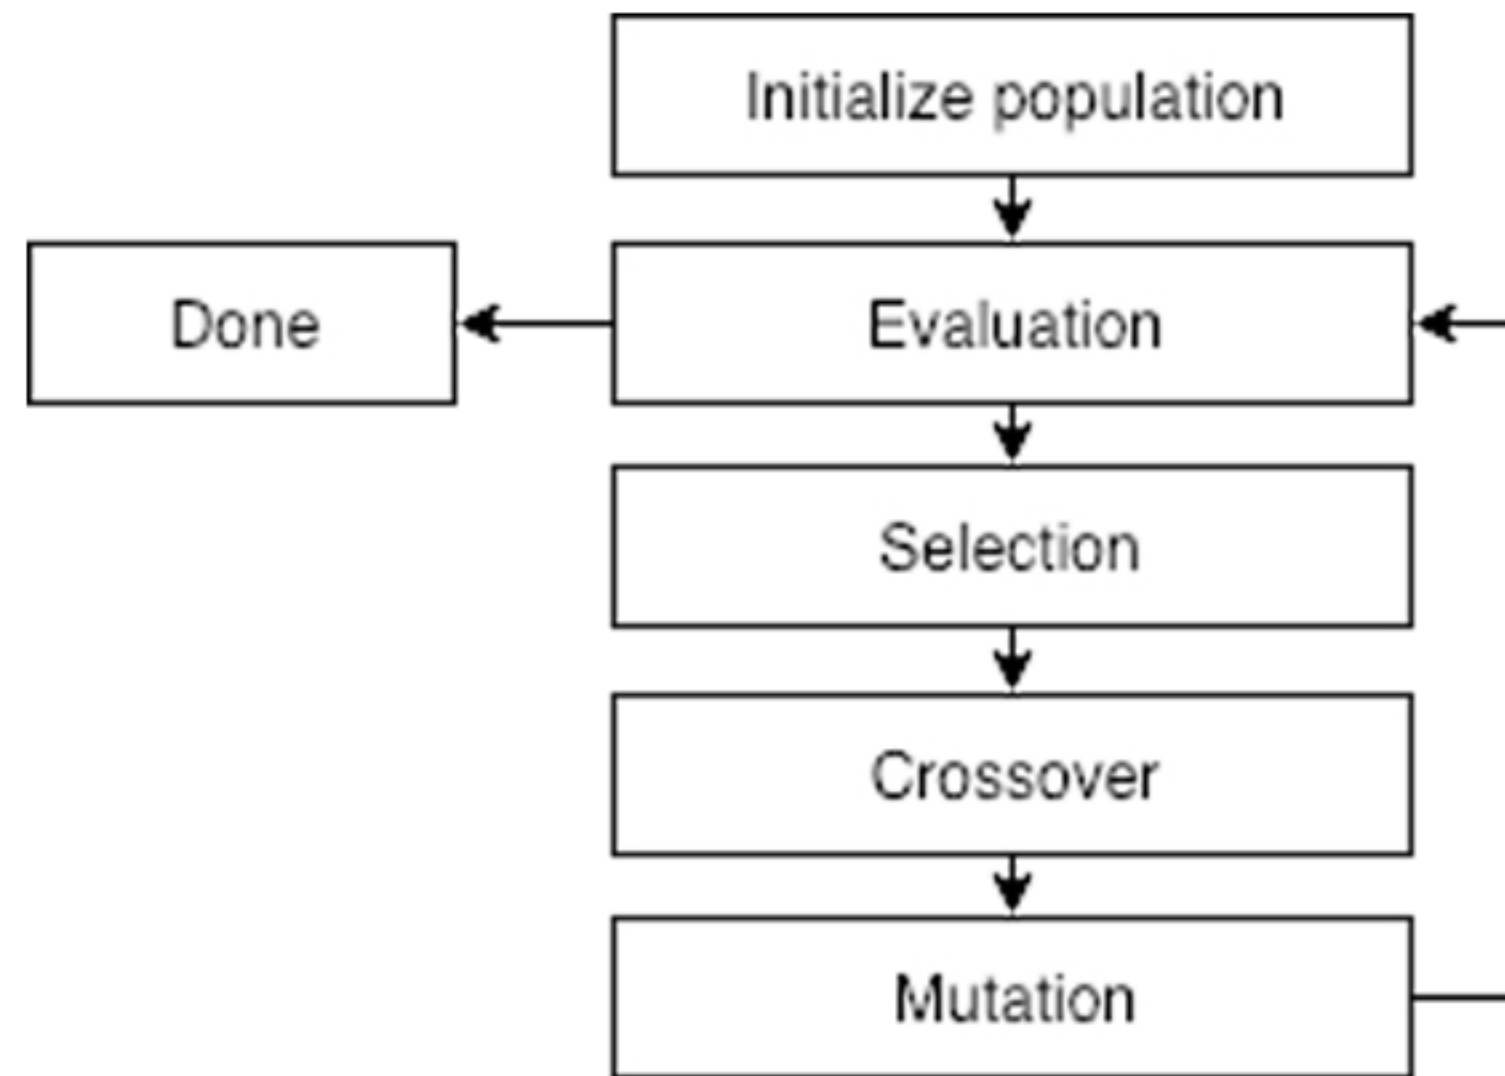 Initialize population
Done
Evaluation
Selection
Crossover
Mutation